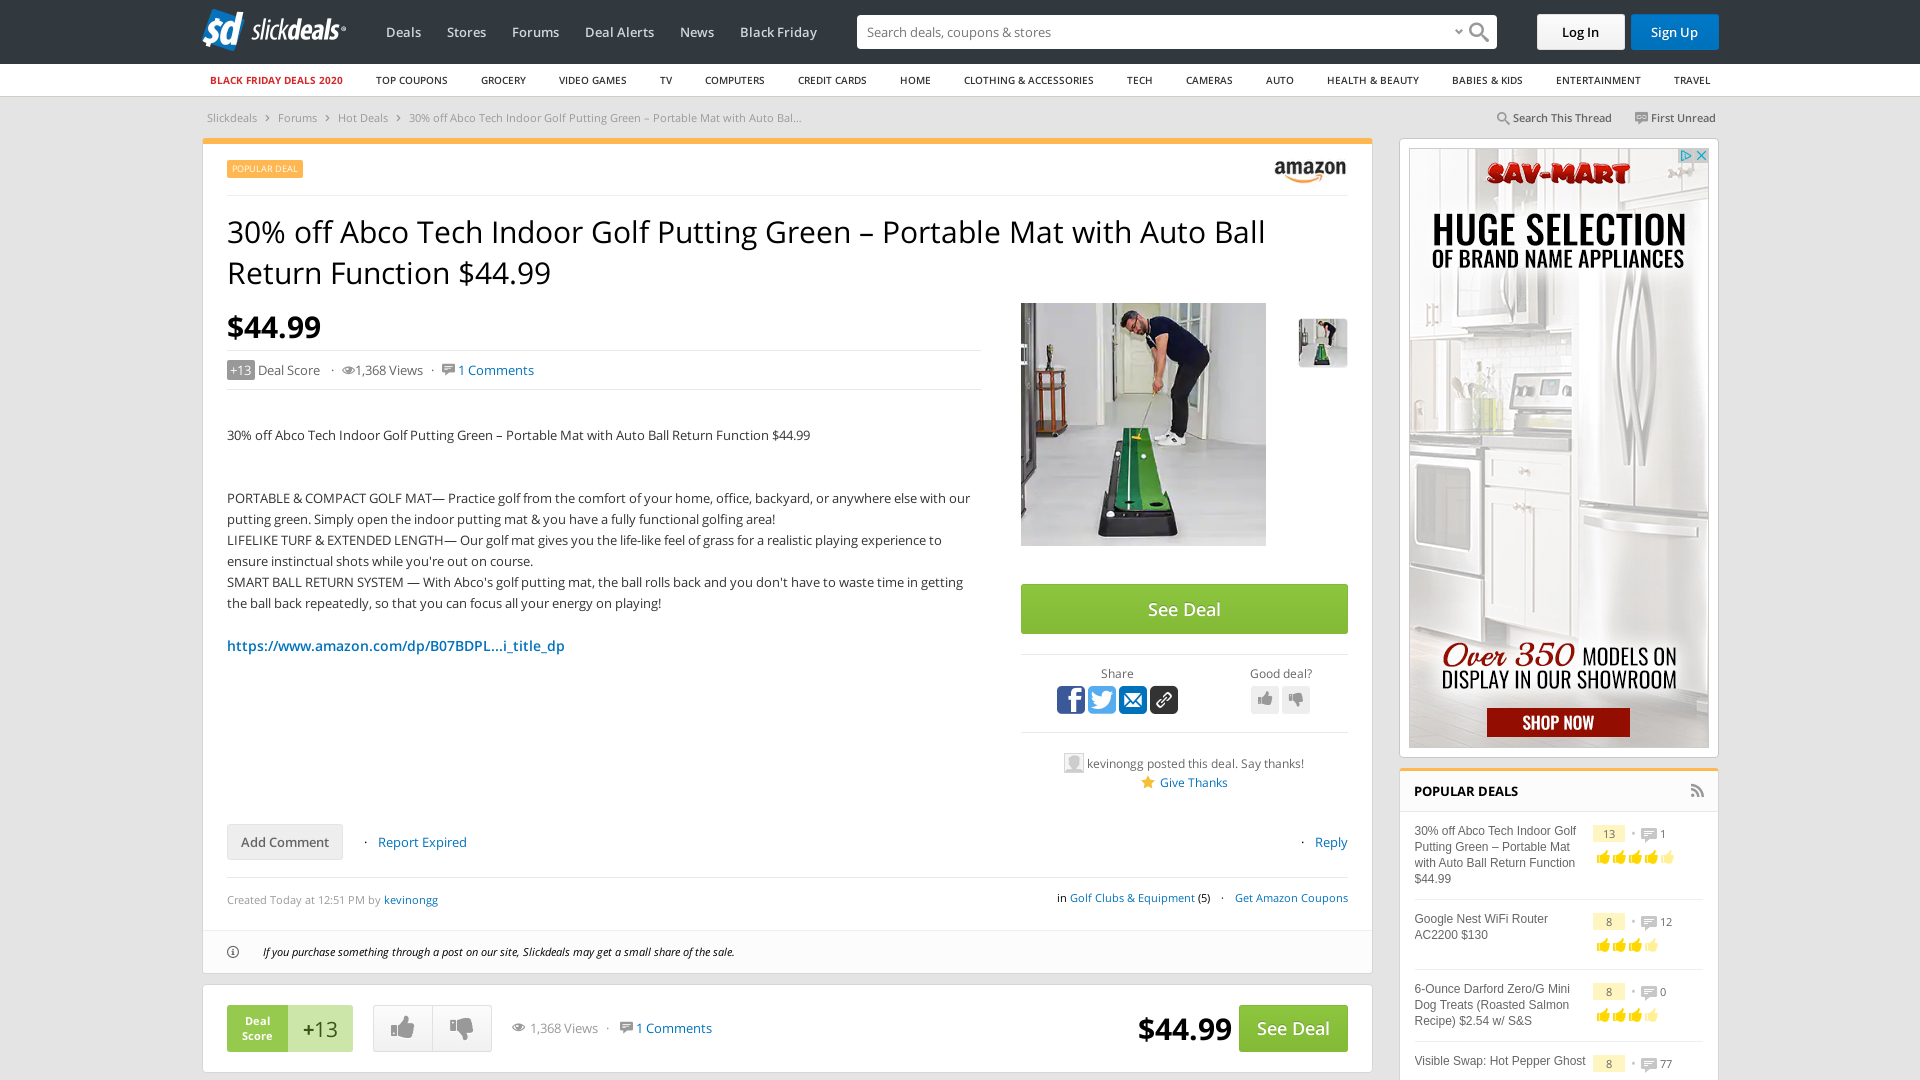 sd slickdeals
Deals
Stores
Forums
Deal Alerts
News
Black Friday
Search deals, coupons & shopping
Log In
Sign Up
BLACK FRIDAY DEALS 2020
TOP COUPONS
GROCERY
VIDEO GAMES
TV
COMPUTERS
CREDIT CARDS
HOME
CLOTHING & ACCESSORIES
TECH
CAMERAS
AUTO
HEALTH & BEAUTY
BABIES & KIDS
ENTERTAINMENT
TRAVEL
Slickdeals › Forums › Hot Deals › 30% off Abco Tech Indoor Golf Putting Green – Portable Mat with Auto Bal...
Search This Thread
First Unread
POPULAR DEAL
amazon
30% off Abco Tech Indoor Golf Putting Green – Portable Mat with Auto Ball
Return Function $44.99
$44.99
+13 Deal Score · 1,368 Views · 1 Comments
30% off Abco Tech Indoor Golf Putting Green – Portable Mat with Auto Ball Return Function $44.99
PORTABLE & COMPACT GOLF MAT— Practice golf from the comfort of your home, office, backyard, or anywhere else with our
putting green. Simply open the indoor putting mat & you have a fully functional golfing area!
LIFELIKE TURF & EXTENDED LENGTH— Our golf mat gives you the life-like feel of grass for a realistic playing experience to
ensure instinctual shots while you're out on course.
SMART BALL RETURN SYSTEM — With Abco's golf putting mat, the ball rolls back and you don't have to waste time in getting
the ball back repeatedly, so that you can focus all your energy on playing!
https://www.amazon.com/dp/B07BDPL...i_title_dp
See Deal
Share
Good deal?
kevinongg posted this deal. Say thanks!
Give Thanks
Add Comment · Report Expired
· Reply
Created Today at 12:51 PM by kevinongg
in Golf Clubs & Equipment (5) · Get Amazon Coupons
If you purchase something through a post on our site, Slickdeals may get a small share of the sale.
Deal
Score
+13
1,368 Views · 1 Comments
$44.99
See Deal
SAV-MART
HUGE SELECTION
OF BRAND NAME APPLIANCES
Over 350 MODELS ON
DISPLAY IN OUR SHOWROOM
SHOP NOW
POPULAR DEALS
30% off Abco Tech Indoor Golf
Putting Green – Portable Mat
with Auto Ball Return Function
$44.99
13 • 1
Google Nest WiFi Router
AC2200 $130
8 • 12
6-Ounce Darford Zero/G Mini
Dog Treats (Roasted Salmon
Recipe) $2.54 w/ S&S
8 • 0
Visible Swap: Hot Pepper Ghost
8 • 77